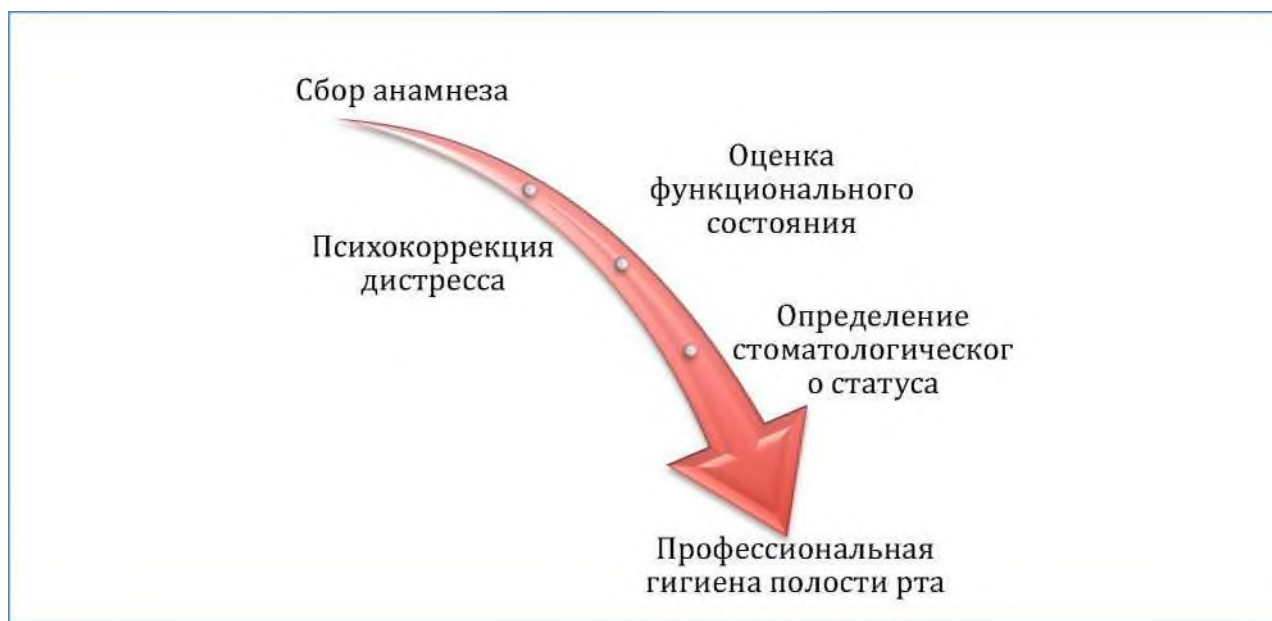 Сбор анамнеза
Оценка
функционального
состояния
Психокоррекция
дистресса
Определение
стоматологическог
о статуса
Профессиональная
гигиена полости рта